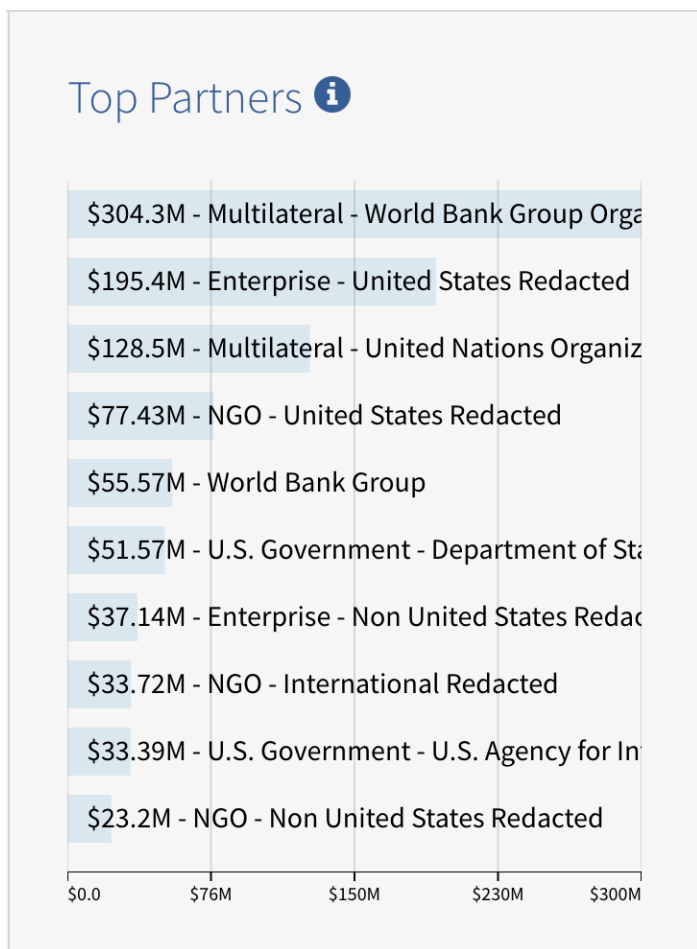 Top Partners
$304.3M - Multilateral - World Bank Group Orga
$195.4M - Enterprise - United States Redacted
$128.5M - Multilateral - United Nations Organiz
$77.43M - NGO - United States Redacted
$55.57M - World Bank Group
$51.57M - U.S. Government - Department of Sta
$37.14M - Enterprise - Non United States Redac
$33.72M - NGO - International Redacted
$33.39M - U.S. Government - U.S. Agency for Int
$23.2M - NGO - Non United States Redacted
$0.0 $76M $150M $230M $300M